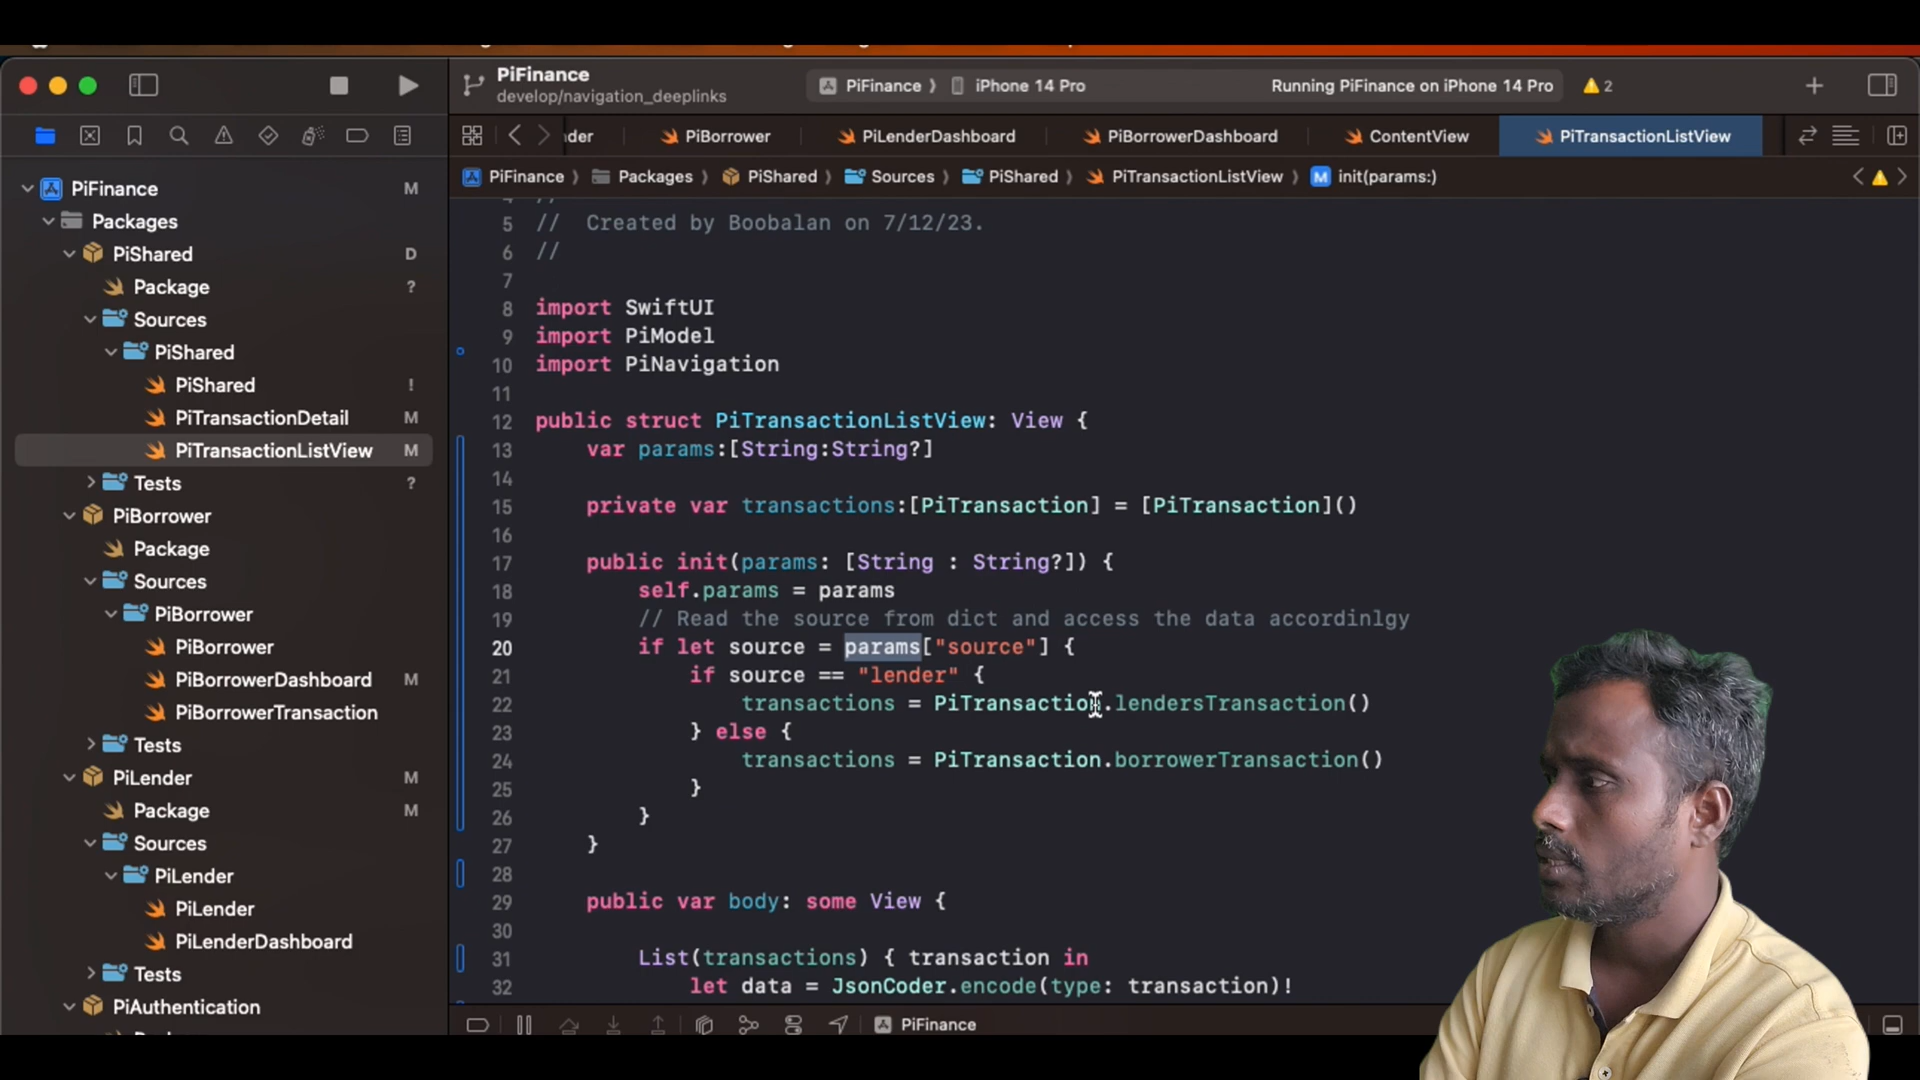 PiFinance
develop/navigation_deeplinks
PiFinance
iPhone 14 Pro
Running PiFinance on iPhone 14 Pro
2
der
PiBorrower
PiLenderDashboard
PiBorrowerDashboard
ContentView
PiTransactionListView
PiFinance
Packages
PiShared
Sources
PiShared
PiTransactionListView
M
init(params:)
PiFinance M
Packages
PiShared D
Package ?
Sources
PiShared
PiShared !
PiTransactionDetail M
PiTransactionListView M
Tests ?
PiBorrower
Package
Sources
PiBorrower
PiBorrower
PiBorrowerDashboard M
PiBorrowerTransaction
Tests
PiLender M
Package M
Sources
PiLender
PiLender
PiLenderDashboard
Tests
PiAuthentication
5 // Created by Boobalan on 7/12/23.
6 //
7
8 import SwiftUI
9 import PiModel
10 import PiNavigation
11
12 public struct PiTransactionListView: View {
13 var params:[String:String?]
14
15 private var transactions:[PiTransaction] = [PiTransaction]()
16
17 public init(params: [String : String?]) {
18 self.params = params
19 // Read the source from dict and access the data accordinlgy
20 if let source = params["source"] {
21 if source == "lender" {
22 transactions = PiTransaction.lendersTransaction()
23 } else {
24 transactions = PiTransaction.borrowerTransaction()
25 }
26 }
27 }
28
29 public var body: some View {
30
31 List(transactions) { transaction in
32 let data = JsonCoder.encode(type: transaction)!
PiFinance